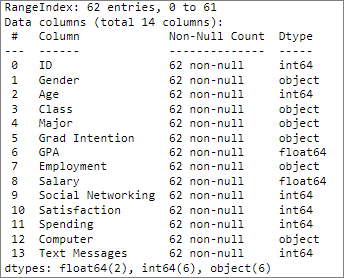 RangeIndex: 62 entries, 0 to 61
Data columns (total 14 columns):
 #   Column             Non-Null Count  Dtype
---  ------             --------------  -----
 0   ID                 62 non-null     int64
 1   Gender             62 non-null     object
 2   Age                62 non-null     int64
 3   Class              62 non-null     object
 4   Major              62 non-null     object
 5   Grad Intention     62 non-null     object
 6   GPA                62 non-null     float64
 7   Employment         62 non-null     object
 8   Salary             62 non-null     float64
 9   Social Networking  62 non-null     int64
 10  Satisfaction       62 non-null     int64
 11  Spending           62 non-null     int64
 12  Computer           62 non-null     object
 13  Text Messages      62 non-null     int64
dtypes: float64(2), int64(6), object(6)